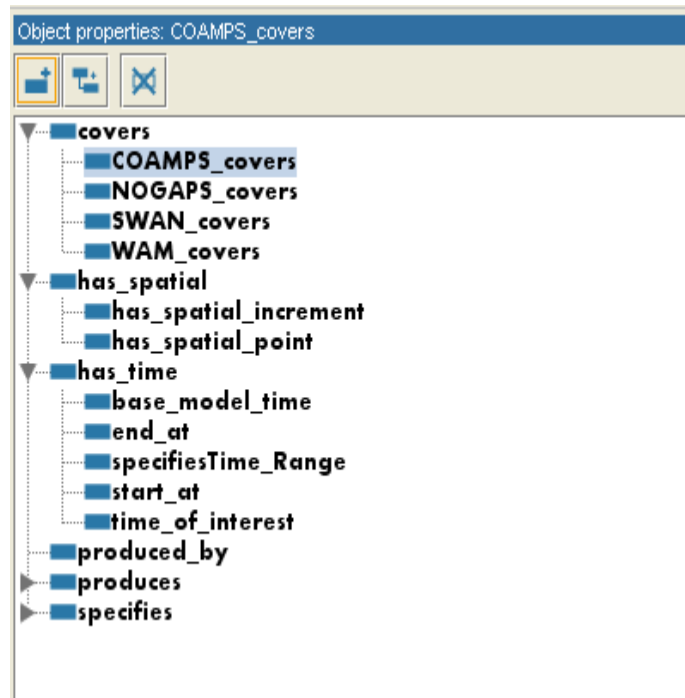 Object properties: COAMPS_covers
covers
COAMPS_covers
NOGAPS_covers
SWAN_covers
WAM_covers
has_spatial
has_spatial_increment
has_spatial_point
has_time
base_model_time
end_at
specifiesTime_Range
start_at
time_of_interest
produced_by
produces
specifies